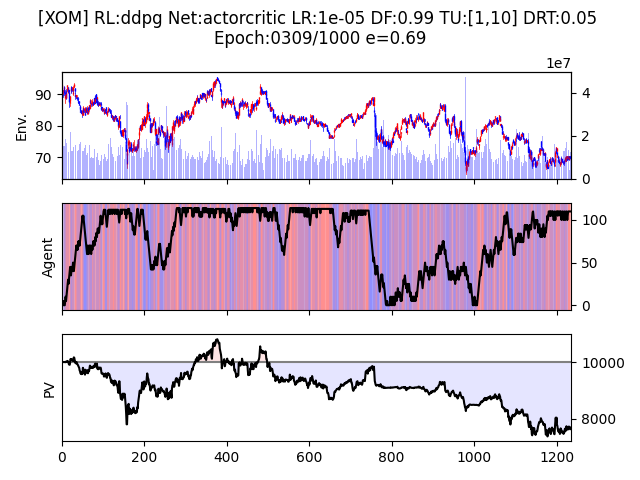 [XOM] RL:ddpg Net:actorcritic LR:1e-05 DF:0.99 TU:[1,10] DRT:0.05
Epoch:0309/1000 e=0.69
1e7
Env.
90
80
70
4
2
0
Agent
100
50
0
PV
10000
8000
0 200 400 600 800 1000 1200